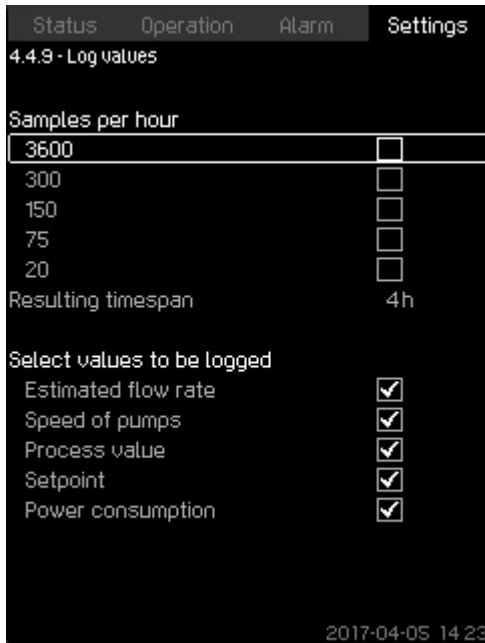 Status Operation Alarm Settings
4.4.9 - Log values
Samples per hour
3600
300
150
75
20
Resulting timespan 4h
Select values to be logged
Estimated flow rate
Speed of pumps
Process value
Setpoint
Power consumption
2017-04-05 14:23